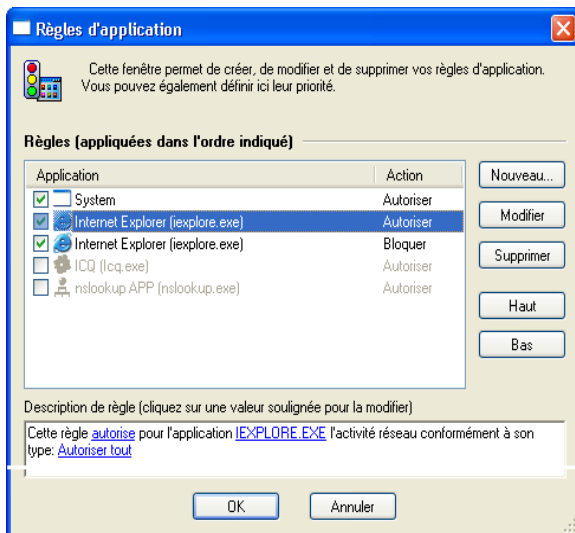 Règles d'application
Cette fenêtre permet de créer, de modifier et de supprimer vos règles d'application.
Vous pouvez également définir ici leur priorité.
Règles (appliquées dans l'ordre indiqué)
Application Action
System Autoriser
Internet Explorer (iexplore.exe) Autoriser
Internet Explorer (iexplore.exe) Bloquer
ICQ (Icq.exe) Autoriser
nslookup APP (nslookup.exe) Autoriser
Nouveau...
Modifier
Supprimer
Haut
Bas
Description de règle (cliquez sur une valeur soulignée pour la modifier)
Cette règle autorise pour l'application IEXPLORE.EXE l'activité réseau conformément à son
type: Autoriser tout
OK Annuler